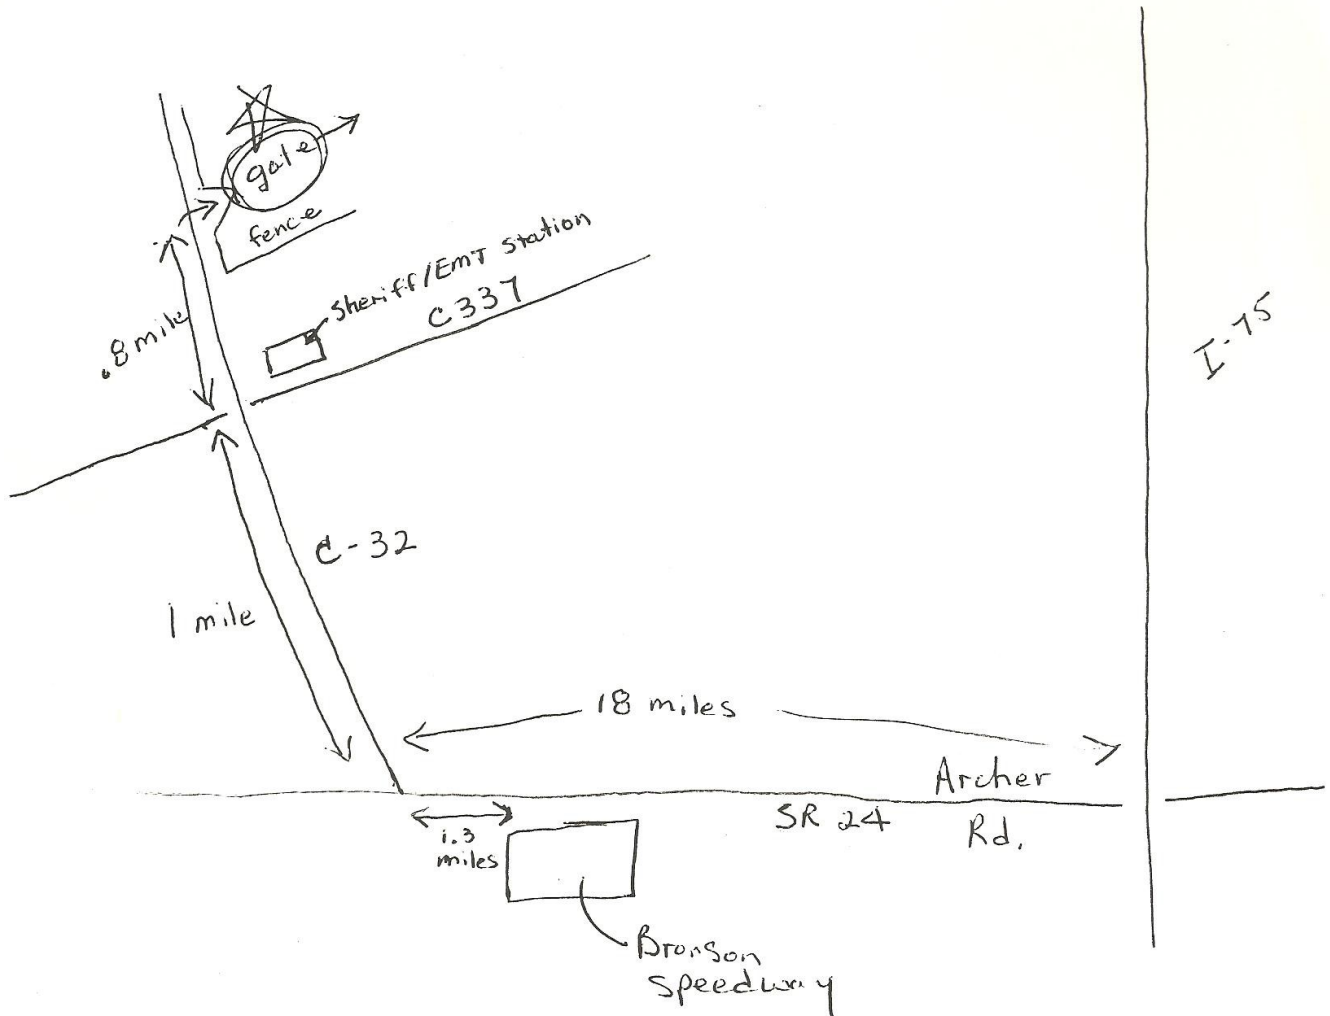 gate
fence
Sheriff/EMT Station
C337
.8 mile
I-75
C-32
1 mile
18 miles
Archer
SR 24
Rd.
1.3
miles
Bronson
Speedway